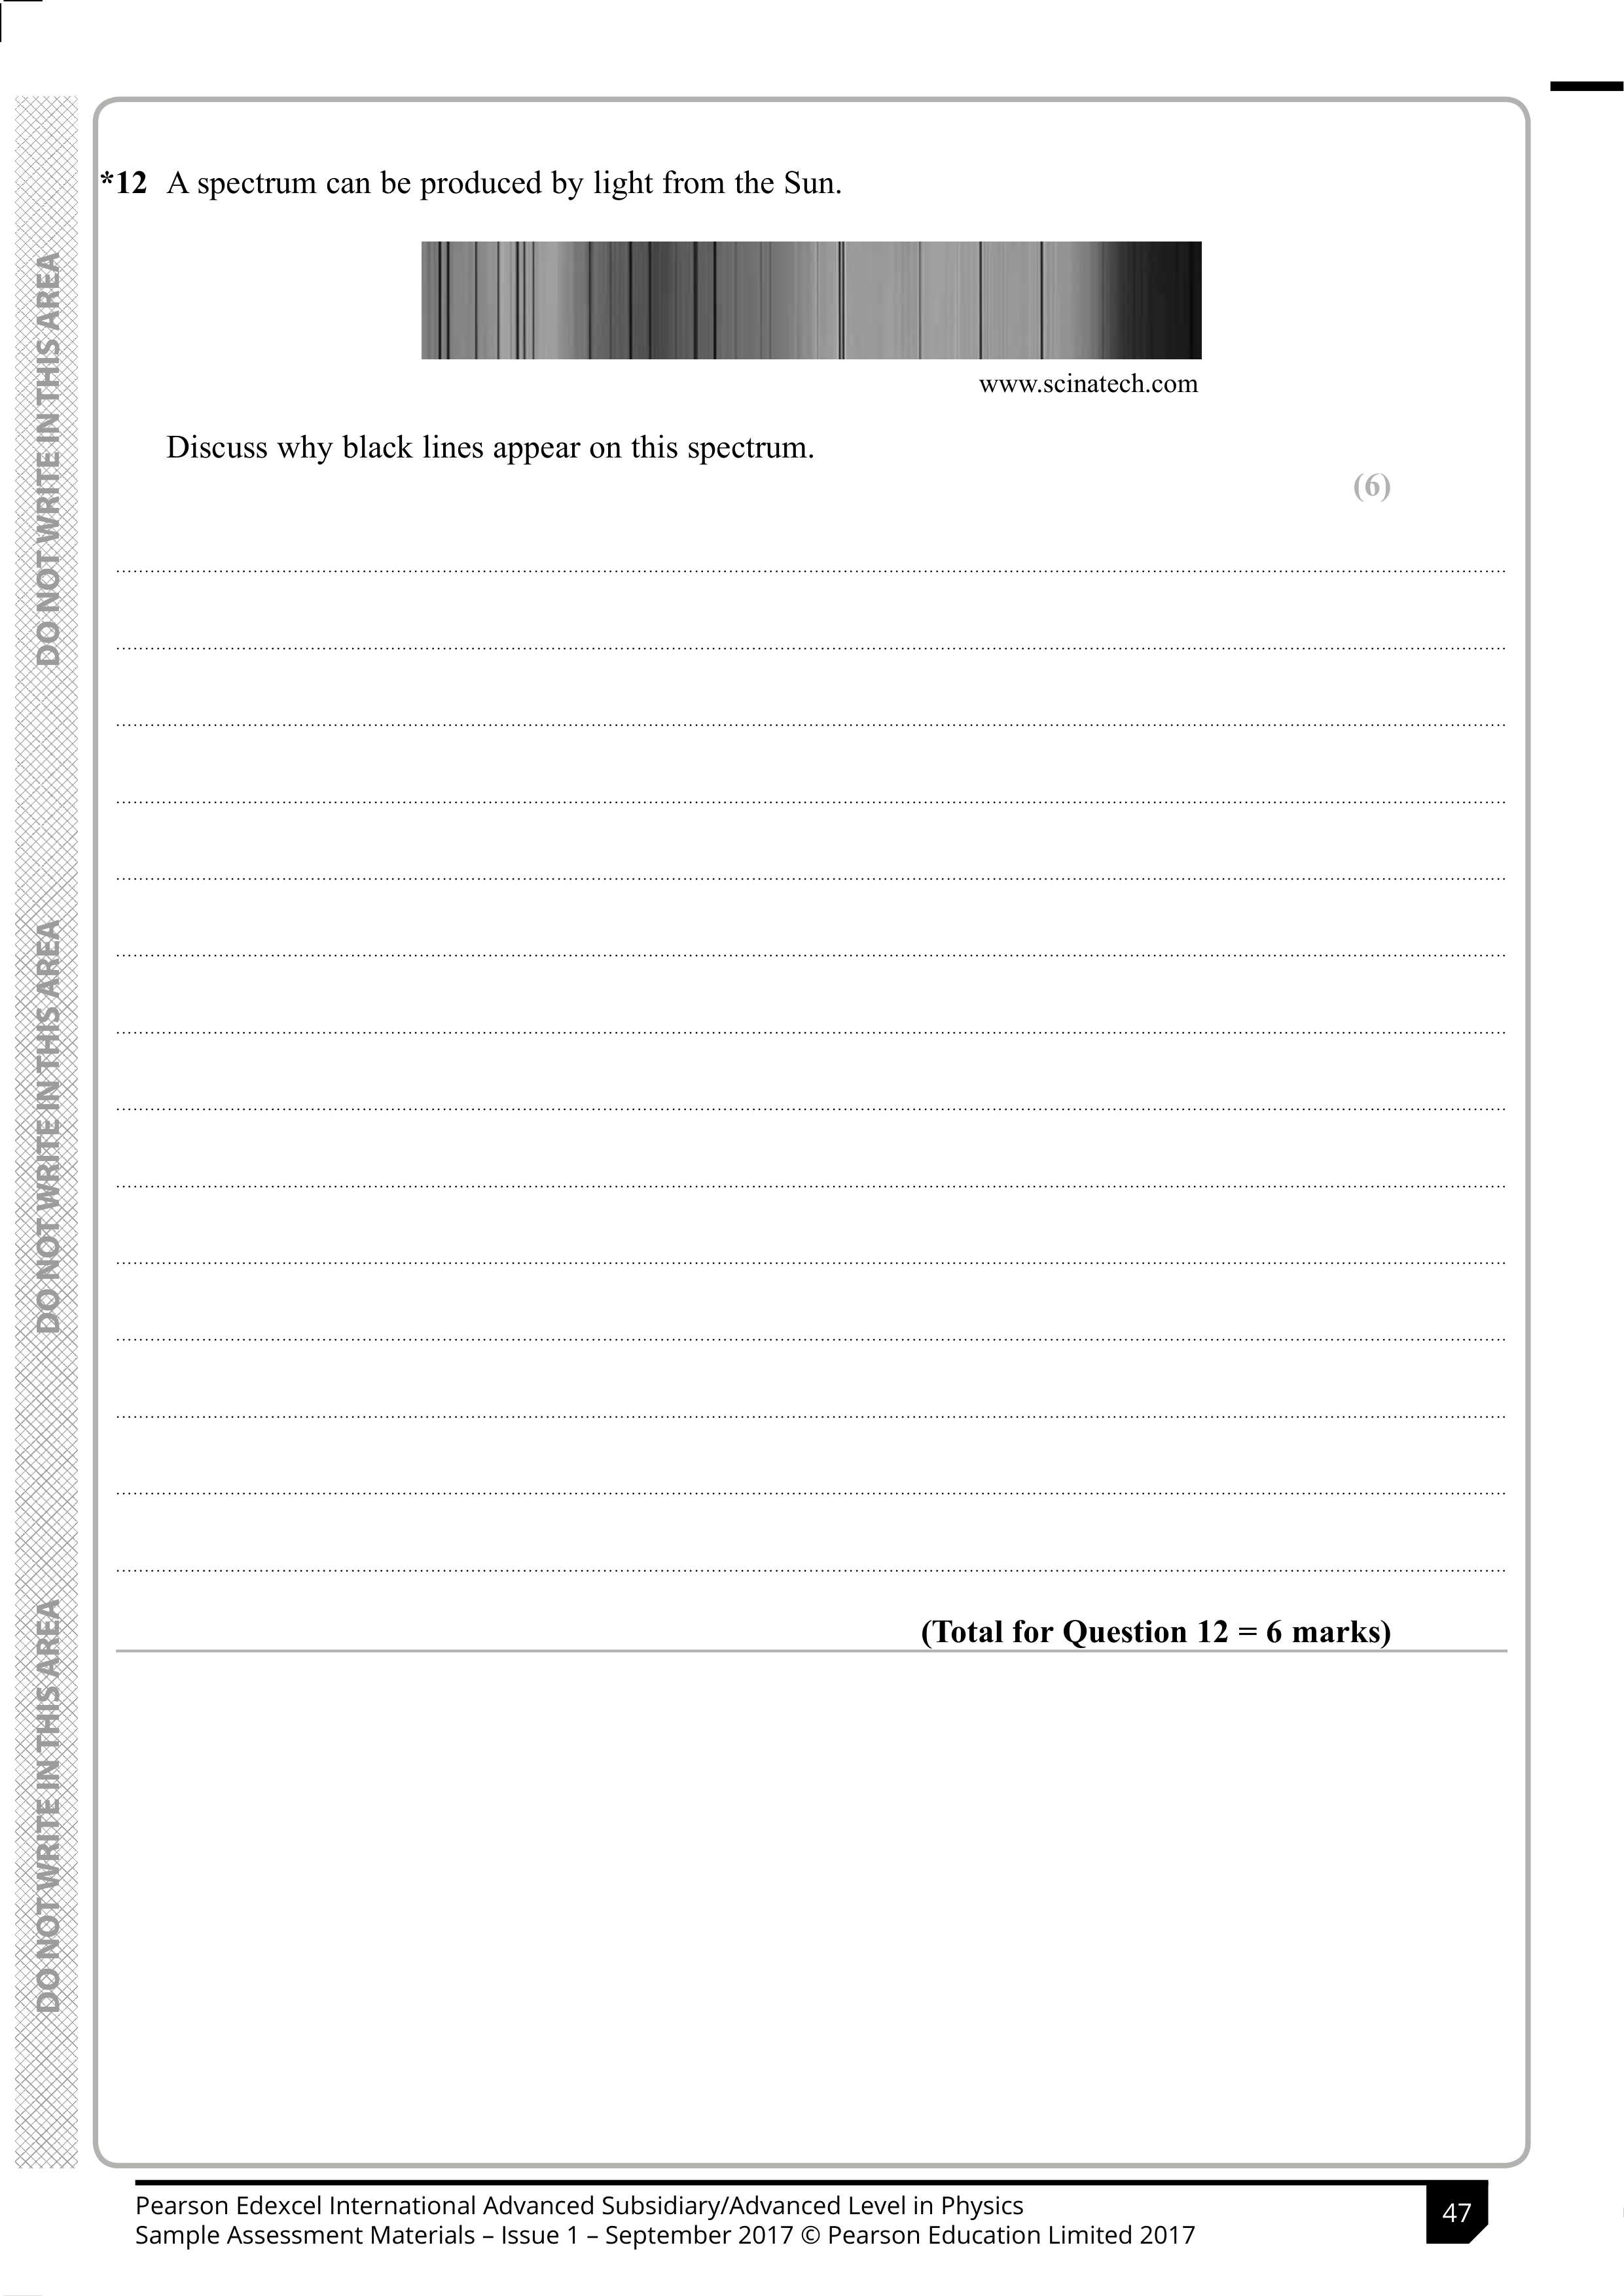 *12 A spectrum can be produced by light from the Sun.
www.scinatech.com
Discuss why black lines appear on this spectrum.
(6)
(Total for Question 12 = 6 marks)
DO NOT WRITE IN THIS AREA
DO NOT WRITE IN THIS AREA
DO NOT WRITE IN THIS AREA
Pearson Edexcel International Advanced Subsidiary/Advanced Level in Physics
Sample Assessment Materials – Issue 1 – September 2017 © Pearson Education Limited 2017
47